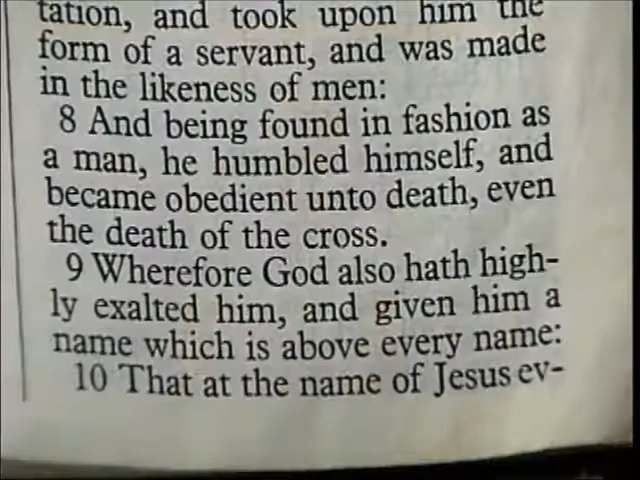 tation, and took upon him the
form of a servant, and was made
in the likeness of men:
8 And being found in fashion as
a man, he humbled himself, and
became obedient unto death, even
the death of the cross.
9 Wherefore God also hath high-
ly exalted him, and given him a
name which is above every name:
10 That at the name of Jesus ev-